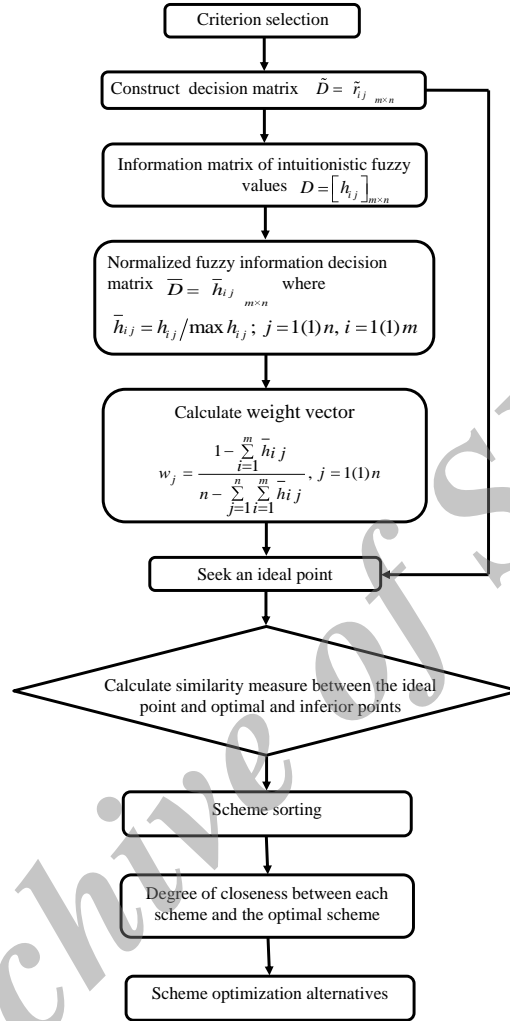 Criterion selection
Construct decision matrix D̃ = r̃ij m×n
Information matrix of intuitionistic fuzzy
values D = [hij]m×n
Normalized fuzzy information decision
matrix D̅ = h̅ij m×n where
h̅ij = hij / max hij ; j = 1(1) n, i = 1(1) m
Calculate weight vector
wj = (1 − ∑i=1m h̅ij) / (n − ∑j=1n ∑i=1m h̅ij) , j = 1(1) n
Seek an ideal point
Calculate similarity measure between the ideal
point and optimal and inferior points
Scheme sorting
Degree of closeness between each
scheme and the optimal scheme
Scheme optimization alternatives
chive of S